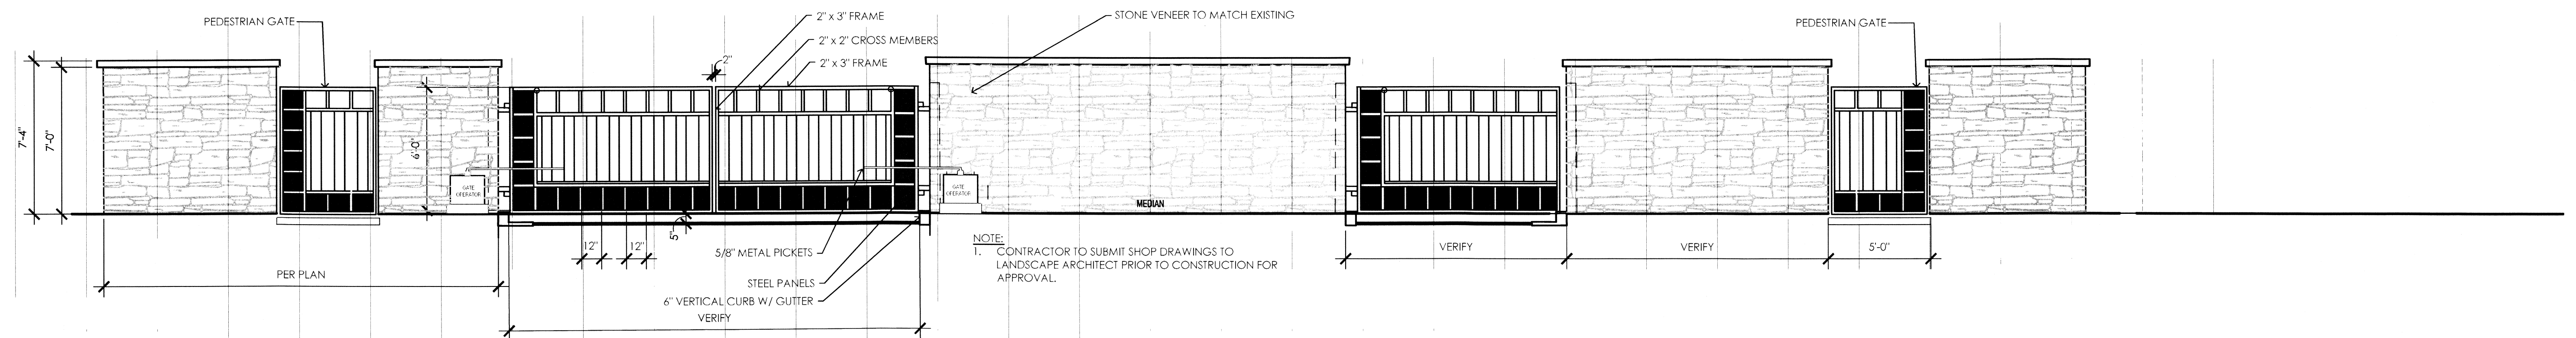 PEDESTRIAN GATE
2" x 3" FRAME
2" x 2" CROSS MEMBERS
2" x 3" FRAME
2"
STONE VENEER TO MATCH EXISTING
PEDESTRIAN GATE
7'-4"
7'-0"
6'-0"
GATE
OPERATOR
GATE
OPERATOR
MEDIAN
5"
12"
12"
5/8" METAL PICKETS
STEEL PANELS
6" VERTICAL CURB W/ GUTTER
PER PLAN
VERIFY
NOTE:
1. CONTRACTOR TO SUBMIT SHOP DRAWINGS TO
LANDSCAPE ARCHITECT PRIOR TO CONSTRUCTION FOR
APPROVAL.
VERIFY
VERIFY
5'-0"